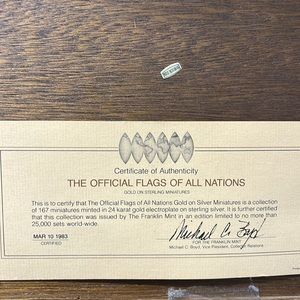 Certificate of Authenticity
THE OFFICIAL FLAGS OF ALL NATIONS
GOLD ON STERLING MINIATURES
This is to certify that The Official Flags of All Nations Gold on Silver Miniatures is a collection
of 167 miniatures minted in 24 karat gold electroplate on sterling silver. It is further certified
that this collection was issued by The Franklin Mint in an edition limited to no more than
25,000 sets world-wide.
MAR 10 1983
CERTIFIED
Michael C. Boyd
FOR THE FRANKLIN MINT
Michael C. Boyd, Vice President, Collector Relations